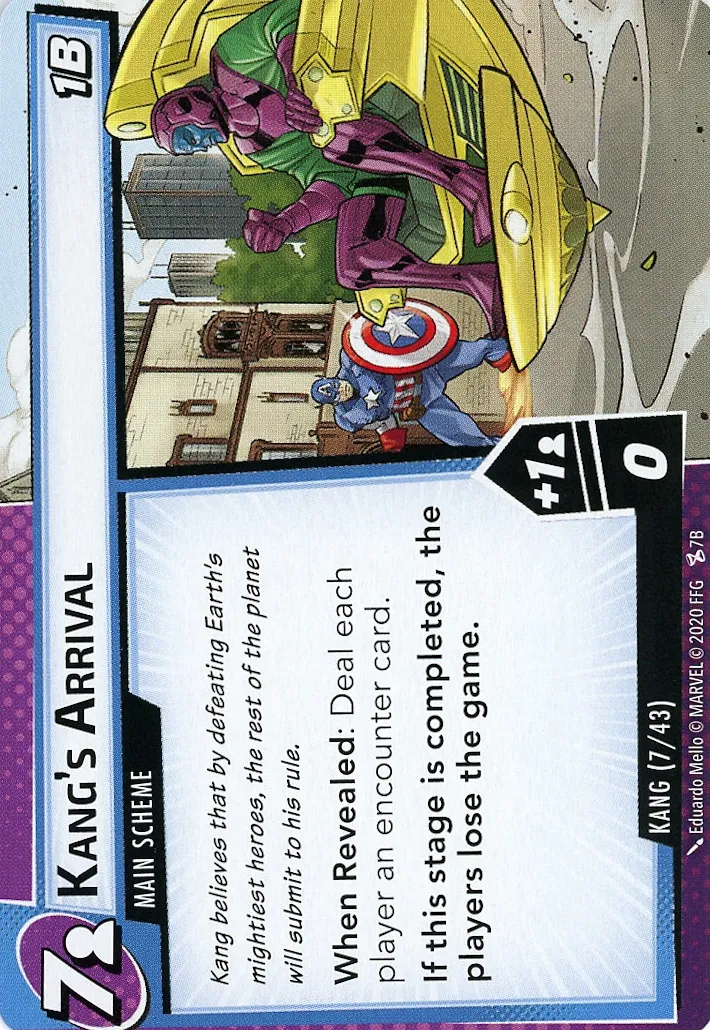 7
KANG'S ARRIVAL
1B
MAIN SCHEME
Kang believes that by defeating Earth's
mightiest heroes, the rest of the planet
will submit to his rule.
When Revealed: Deal each
player an encounter card.
If this stage is completed, the
players lose the game.
+1
0
KANG (7/43)
Eduardo Mello © MARVEL © 2020 FFG 7B